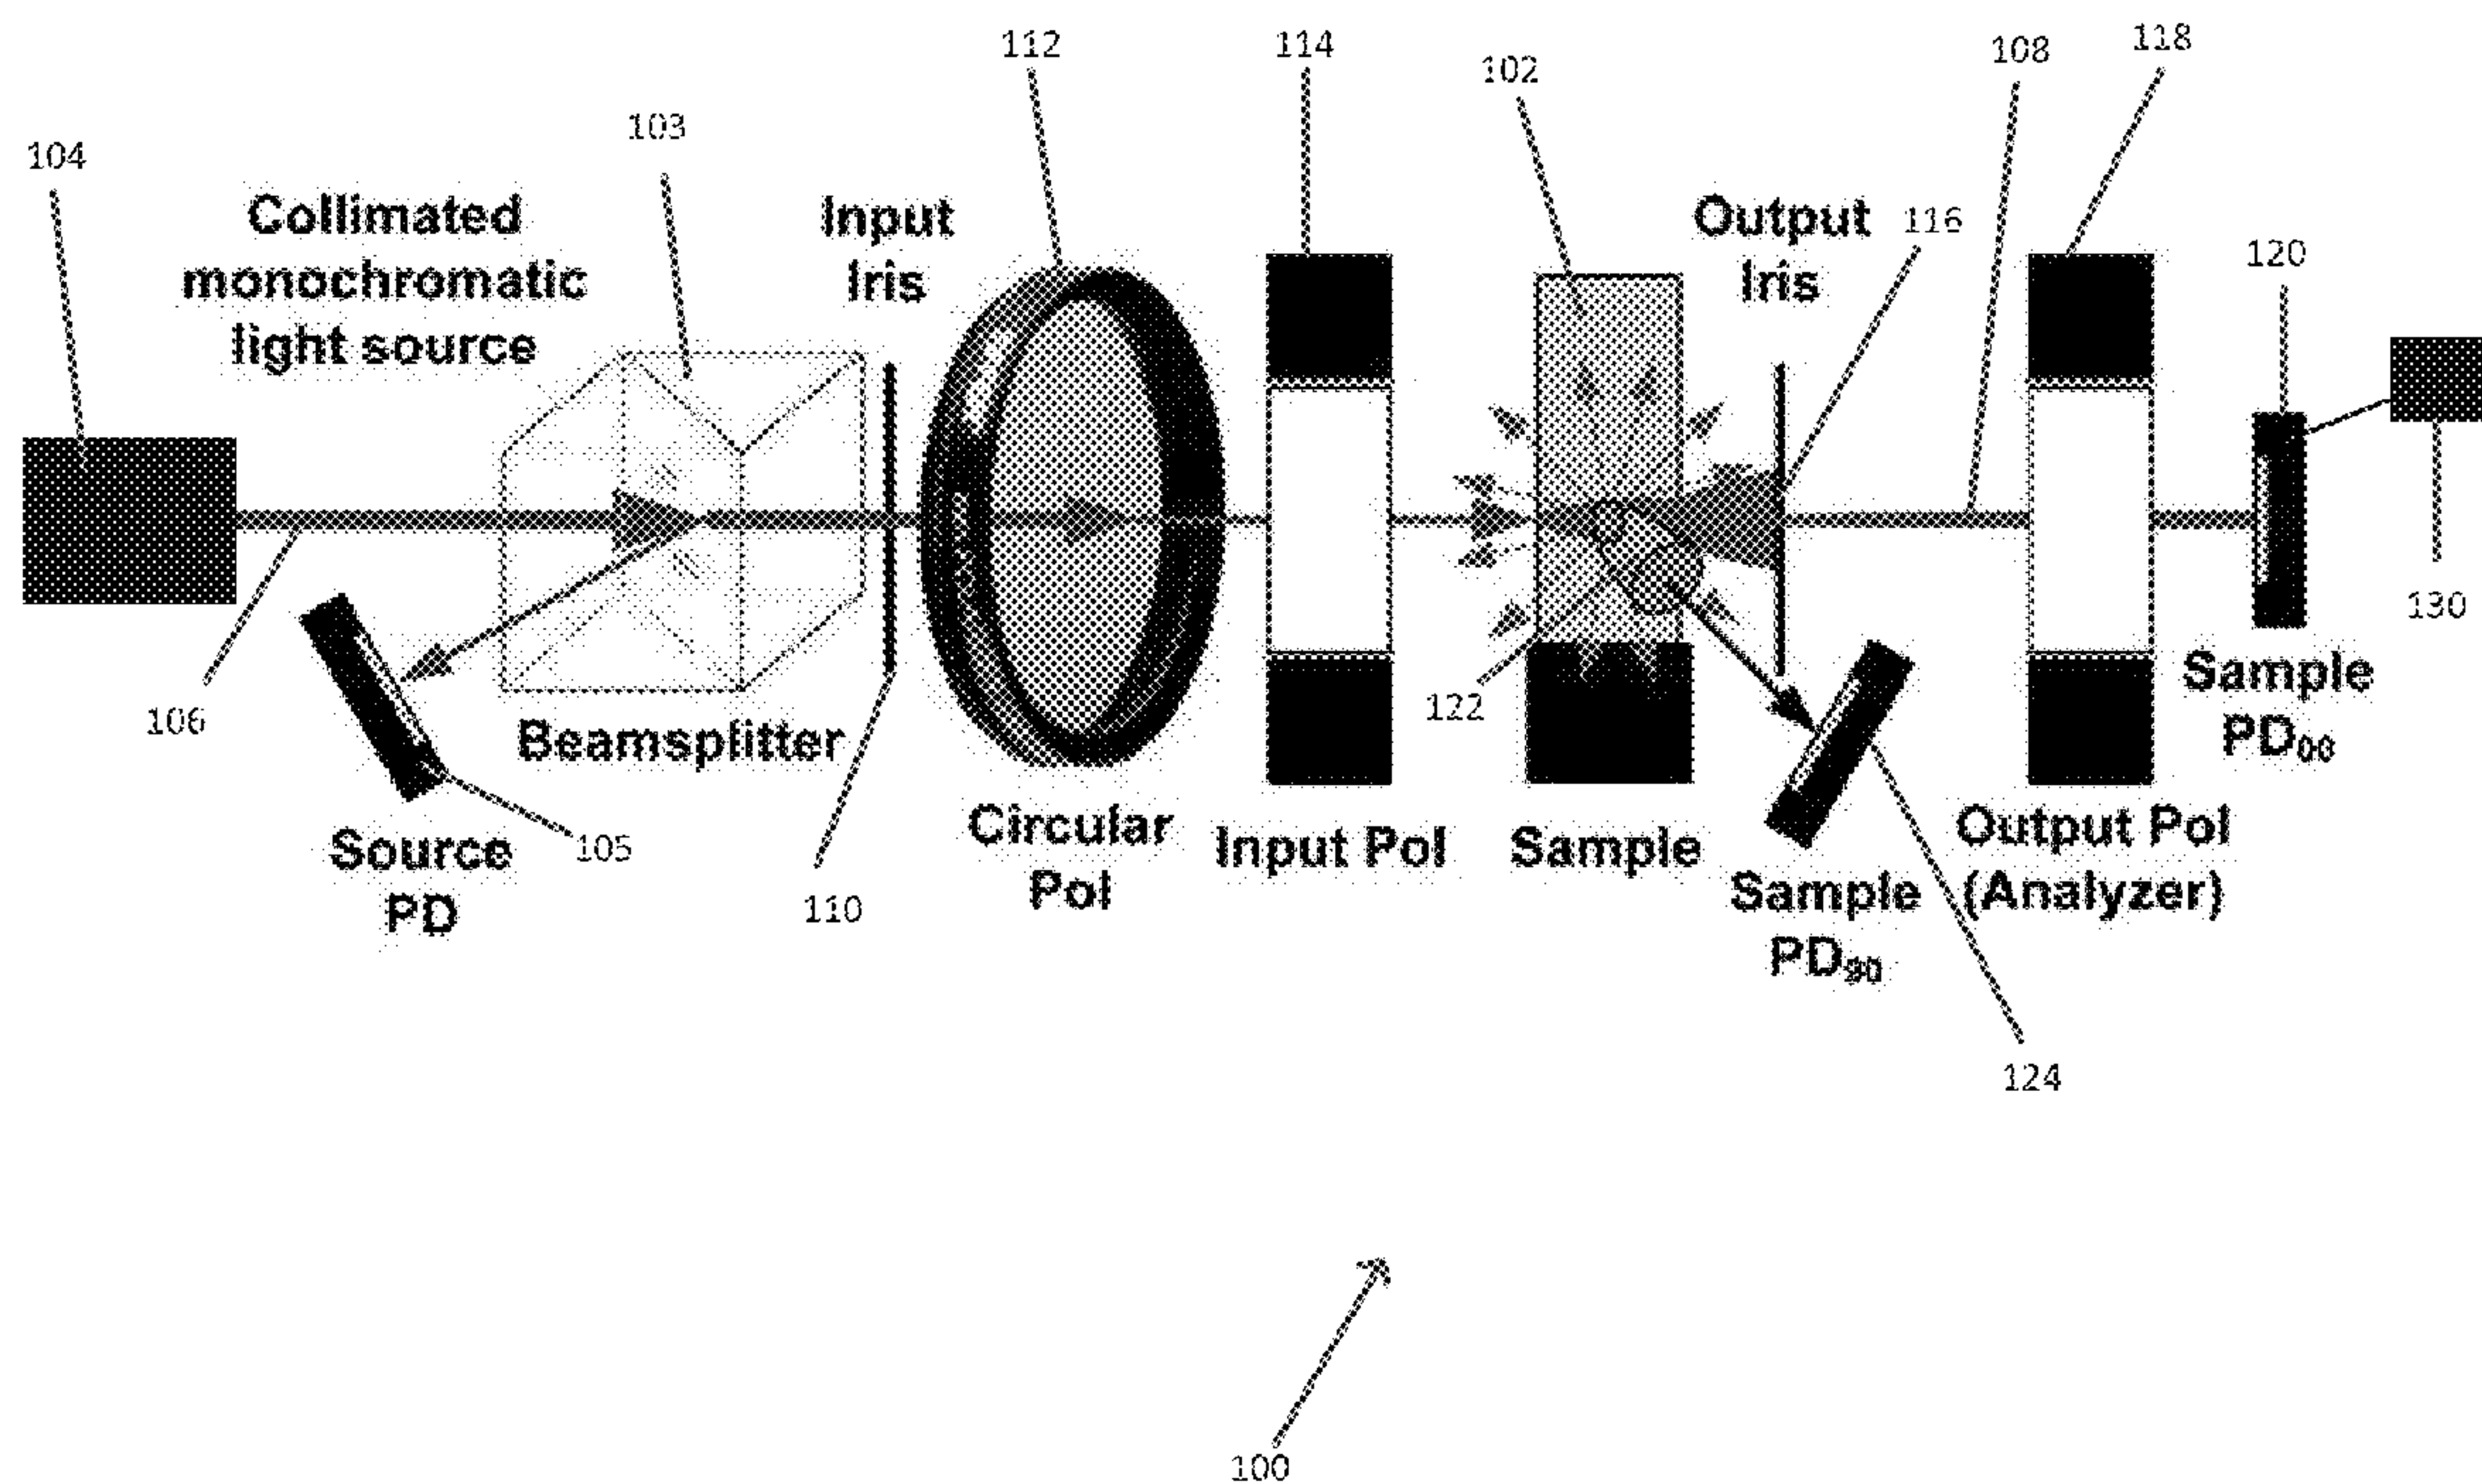 112
114
118
108
102
103
104
Collimated
monochromatic
light source
Input
Iris
Output
Iris
116
120
130
106
122
Beamsplitter
Sample
PD₀₀
Source
PD
105
110
Circular
Pol
Input Pol
Sample
Sample
PD₉₀
Output Pol
(Analyzer)
124
100